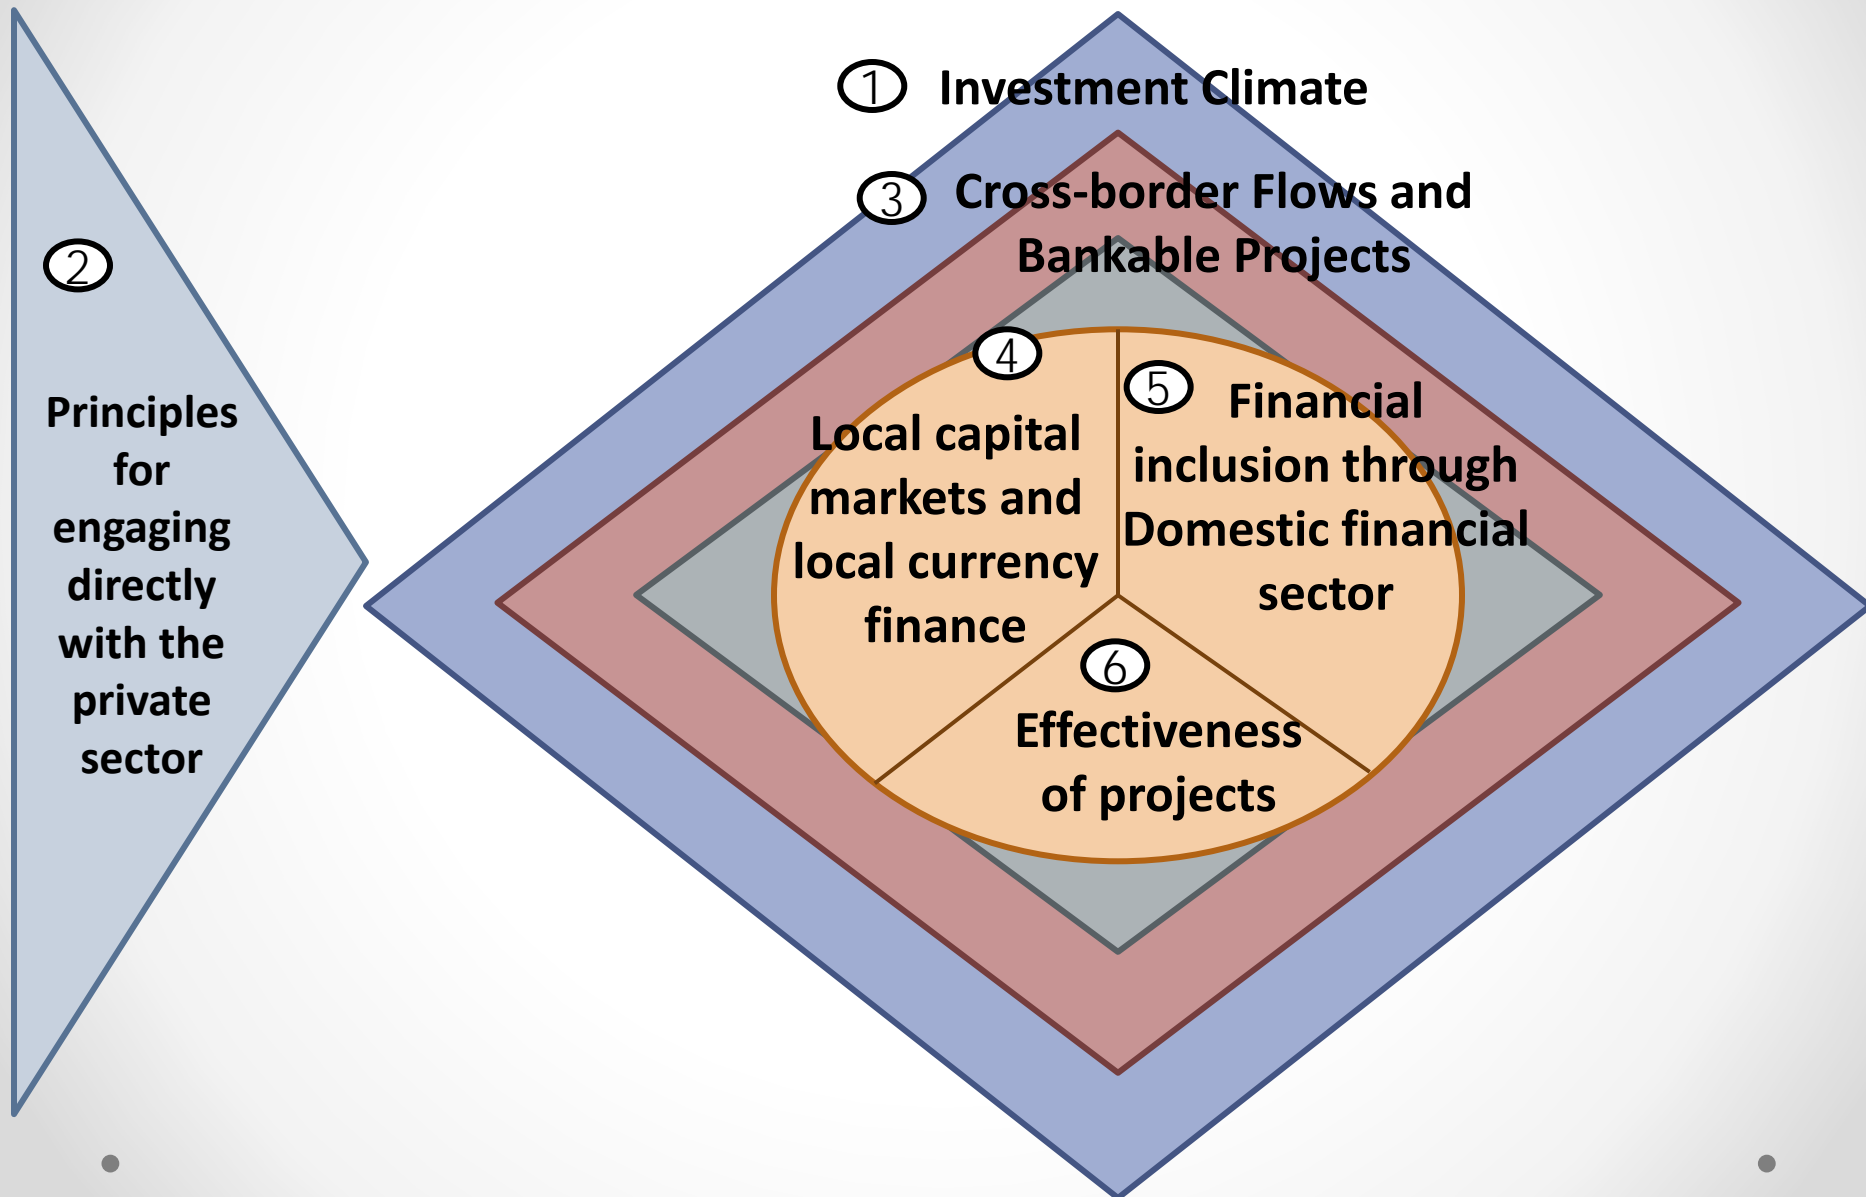 1 Investment Climate
3 Cross-border Flows and
Bankable Projects
2
Principles
for
engaging
directly
with the
private
sector
4
Local capital
markets and
local currency
finance
5 Financial
inclusion through
Domestic financial
sector
6
Effectiveness
of projects